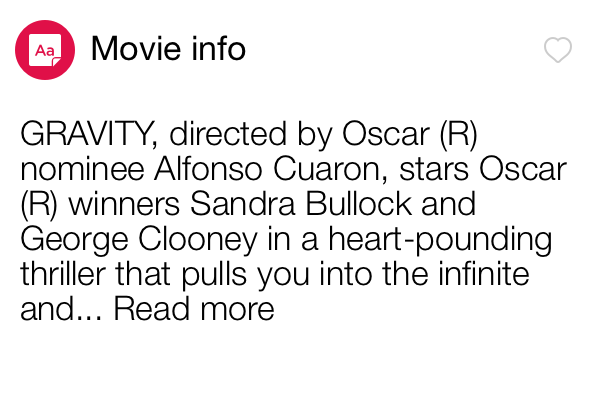 Aa
Movie info
GRAVITY, directed by Oscar (R)
nominee Alfonso Cuaron, stars Oscar
(R) winners Sandra Bullock and
George Clooney in a heart-pounding
thriller that pulls you into the infinite
and... Read more